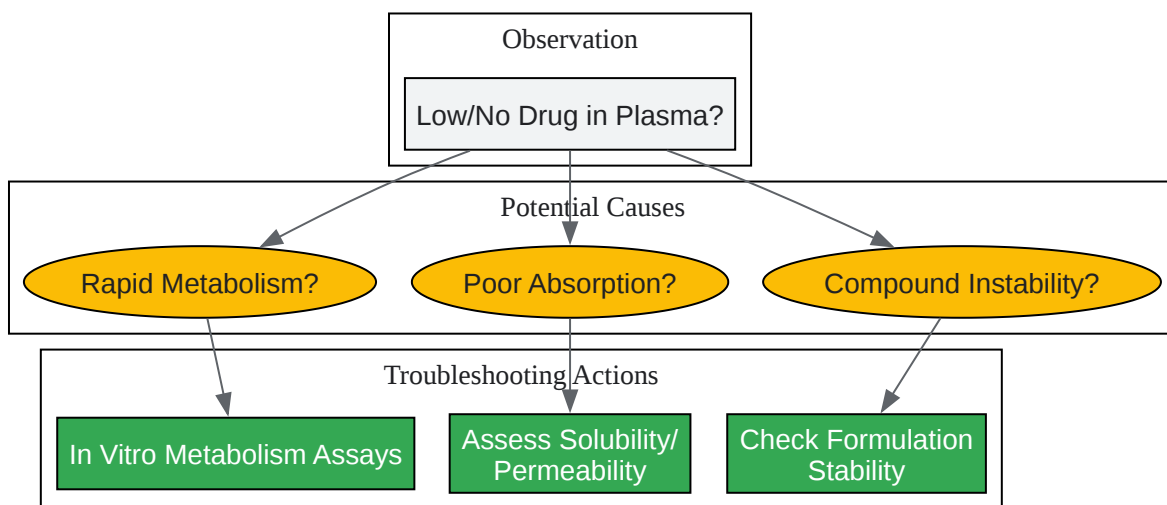 Observation
Low/No Drug in Plasma?
Potential Causes
Rapid Metabolism?
Poor Absorption?
Compound Instability?
Troubleshooting Actions
In Vitro Metabolism Assays
Assess Solubility/
Permeability
Check Formulation
Stability